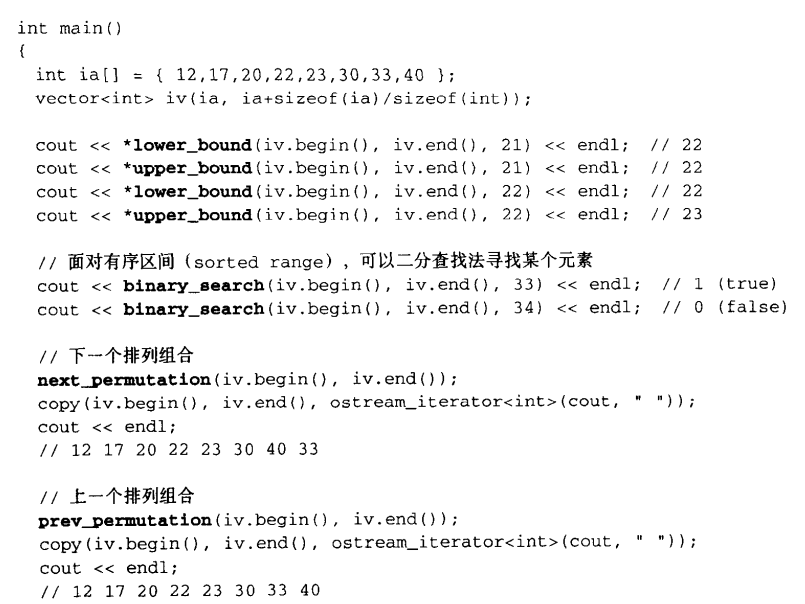 int main()
{
  int ia[] = { 12,17,20,22,23,30,33,40 };
  vector<int> iv(ia, ia+sizeof(ia)/sizeof(int));

  cout << *lower_bound(iv.begin(), iv.end(), 21) << endl;  // 22
  cout << *upper_bound(iv.begin(), iv.end(), 21) << endl;  // 22
  cout << *lower_bound(iv.begin(), iv.end(), 22) << endl;  // 22
  cout << *upper_bound(iv.begin(), iv.end(), 22) << endl;  // 23

  // 面对有序区间（sorted range），可以二分查找法寻找某个元素
  cout << binary_search(iv.begin(), iv.end(), 33) << endl;  // 1 (true)
  cout << binary_search(iv.begin(), iv.end(), 34) << endl;  // 0 (false)

  // 下一个排列组合
  next_permutation(iv.begin(), iv.end());
  copy(iv.begin(), iv.end(), ostream_iterator<int>(cout, " "));
  cout << endl;
  // 12 17 20 22 23 30 40 33

  // 上一个排列组合
  prev_permutation(iv.begin(), iv.end());
  copy(iv.begin(), iv.end(), ostream_iterator<int>(cout, " "));
  cout << endl;
  // 12 17 20 22 23 30 33 40